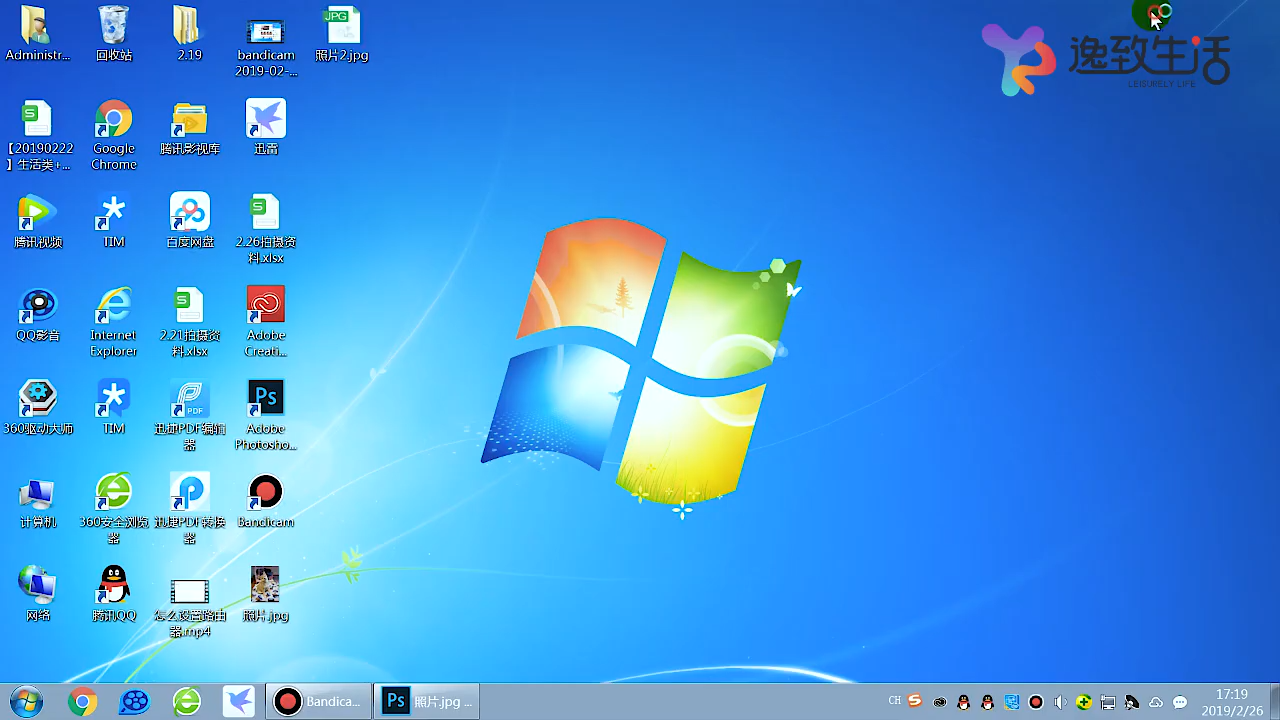 Administr...
回收站
2.19
bandicam
2019-02-...
JPG
照片2.jpg
逸致生活
LEISURELY LIFE
S
【20190222
】生活类+...
Google
Chrome
腾讯影视库
迅雷
腾讯视频
TIM
百度网盘
S
2.26拍摄资
料.xlsx
QQ影音
Internet
Explorer
S
2.21拍摄资
料.xlsx
Adobe
Creati...
360驱动大师
TIM
PDF
迅捷PDF编辑
器
Ps
Adobe
Photosho...
计算机
360安全浏览
器
迅捷PDF转换
器
Bandicam
网络
腾讯QQ
怎么设置路由
器.mp4
照片.jpg
Bandica...
Ps
照片.jpg ...
CH
S
17:19
2019/2/26